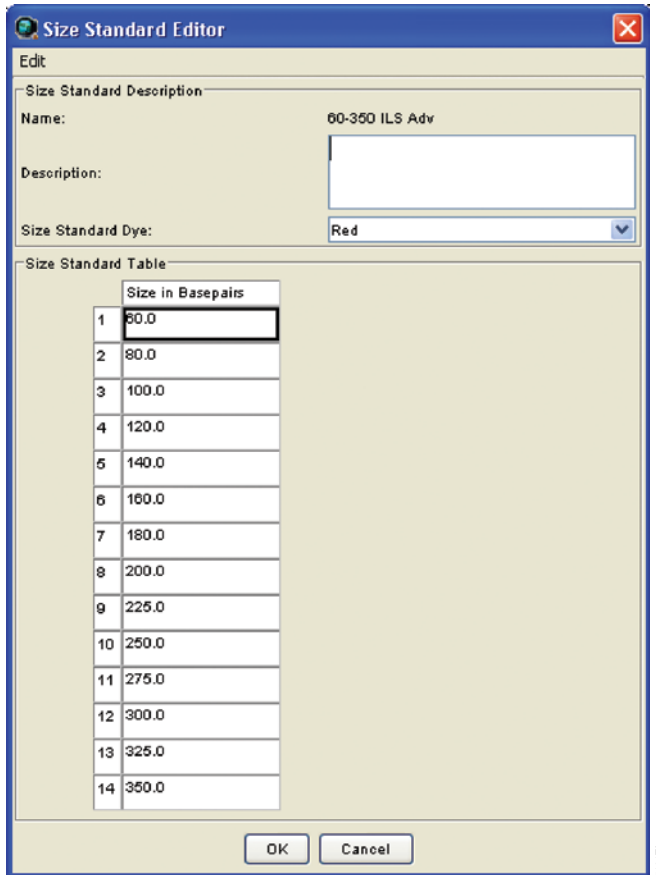 Size Standard Editor
Edit
Size Standard Description
Name: 60-350 ILS Adv
Description:
Size Standard Dye: Red
Size Standard Table
Size in Basepairs
1 60.0
2 80.0
3 100.0
4 120.0
5 140.0
6 160.0
7 180.0
8 200.0
9 225.0
10 250.0
11 275.0
12 300.0
13 325.0
14 350.0
OK Cancel